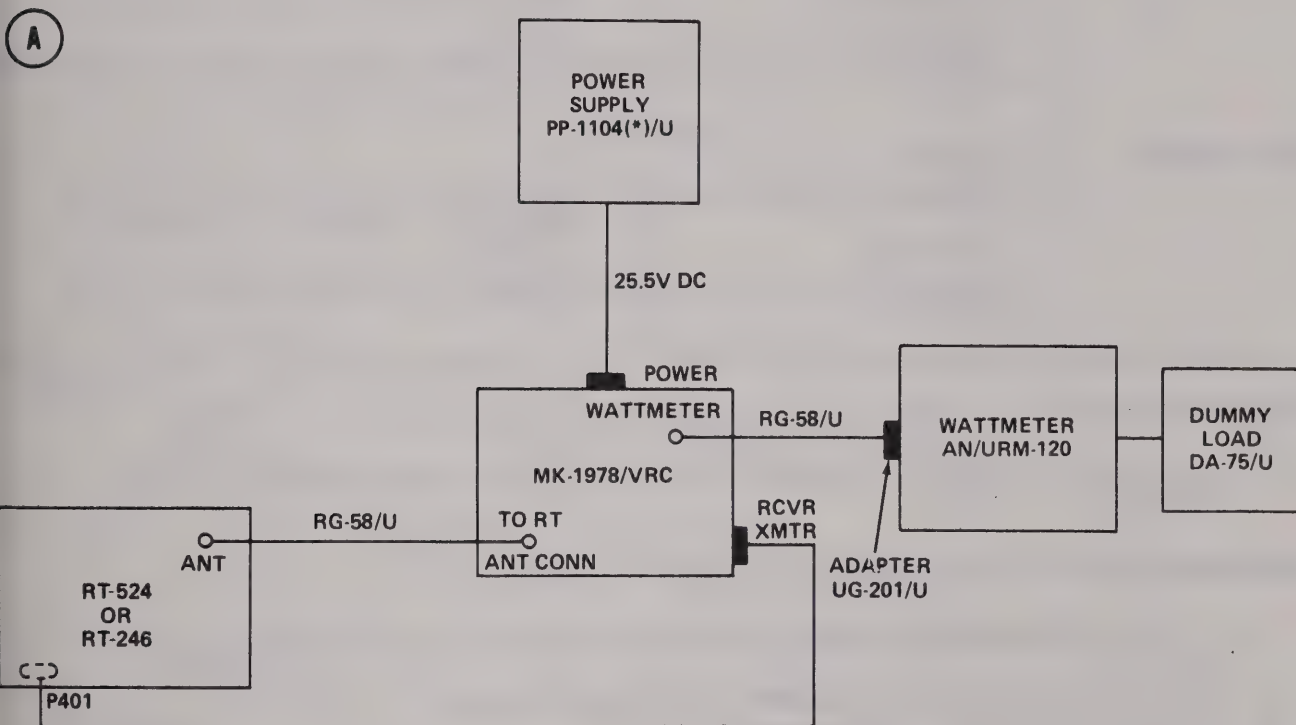 A
POWER
SUPPLY
PP-1104(*)/U
25.5V DC
POWER
WATTMETER
RG-58/U
WATTMETER
AN/URM-120
DUMMY
LOAD
DA-75/U
MK-1978/VRC
RG-58/U
TO RT
ANT CONN
RCVR
XMTR
ADAPTER
UG-201/U
ANT
RT-524
OR
RT-246
P401